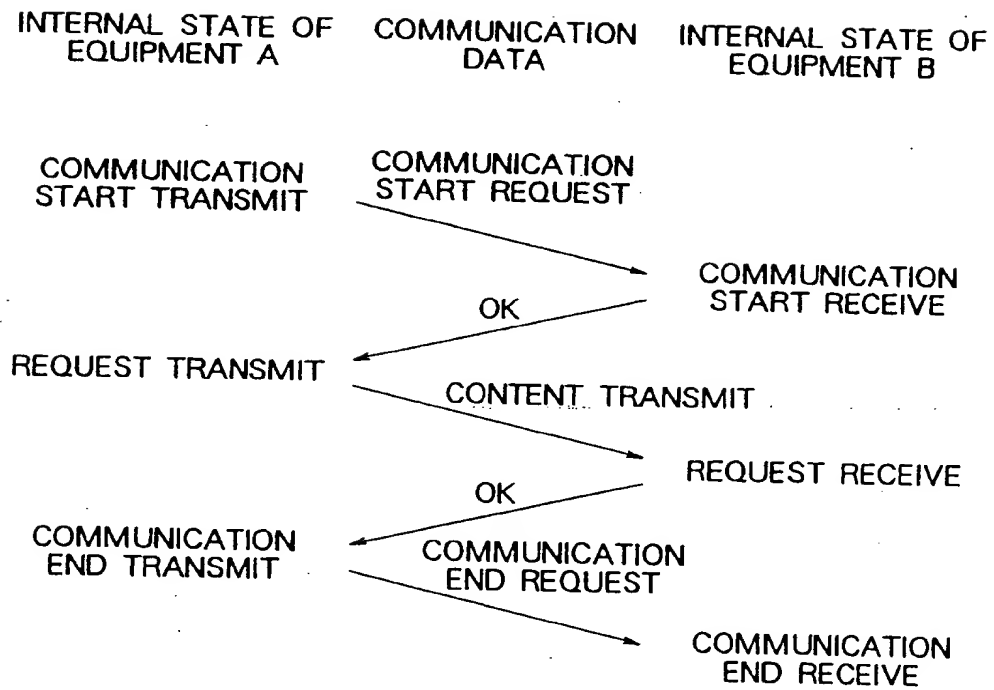 INTERNAL STATE OF
EQUIPMENT A
COMMUNICATION
DATA
INTERNAL STATE OF
EQUIPMENT B
COMMUNICATION
START TRANSMIT
COMMUNICATION
START REQUEST
COMMUNICATION
START RECEIVE
OK
REQUEST TRANSMIT
CONTENT TRANSMIT
REQUEST RECEIVE
OK
COMMUNICATION
END TRANSMIT
COMMUNICATION
END REQUEST
COMMUNICATION
END RECEIVE